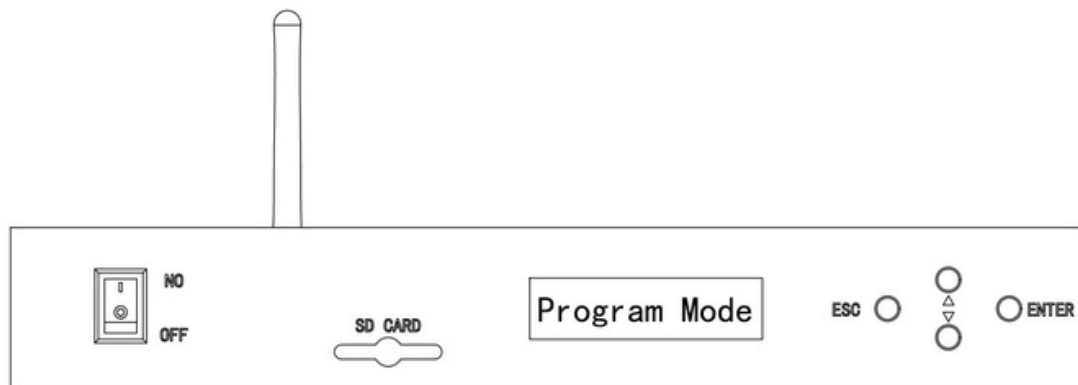 NO
OFF
SD CARD
Program Mode
ESC
ENTER